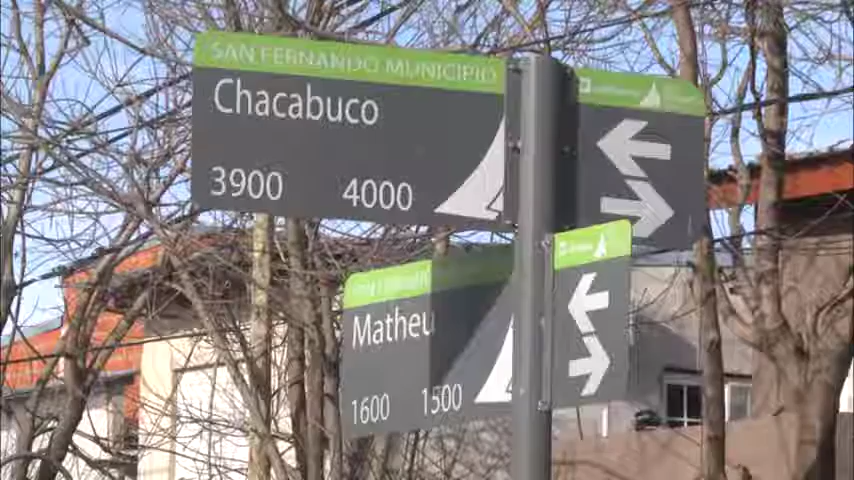 SAN FERNANDO MUNICIPIO
Chacabuco
3900 4000
Matheu
1600 1500